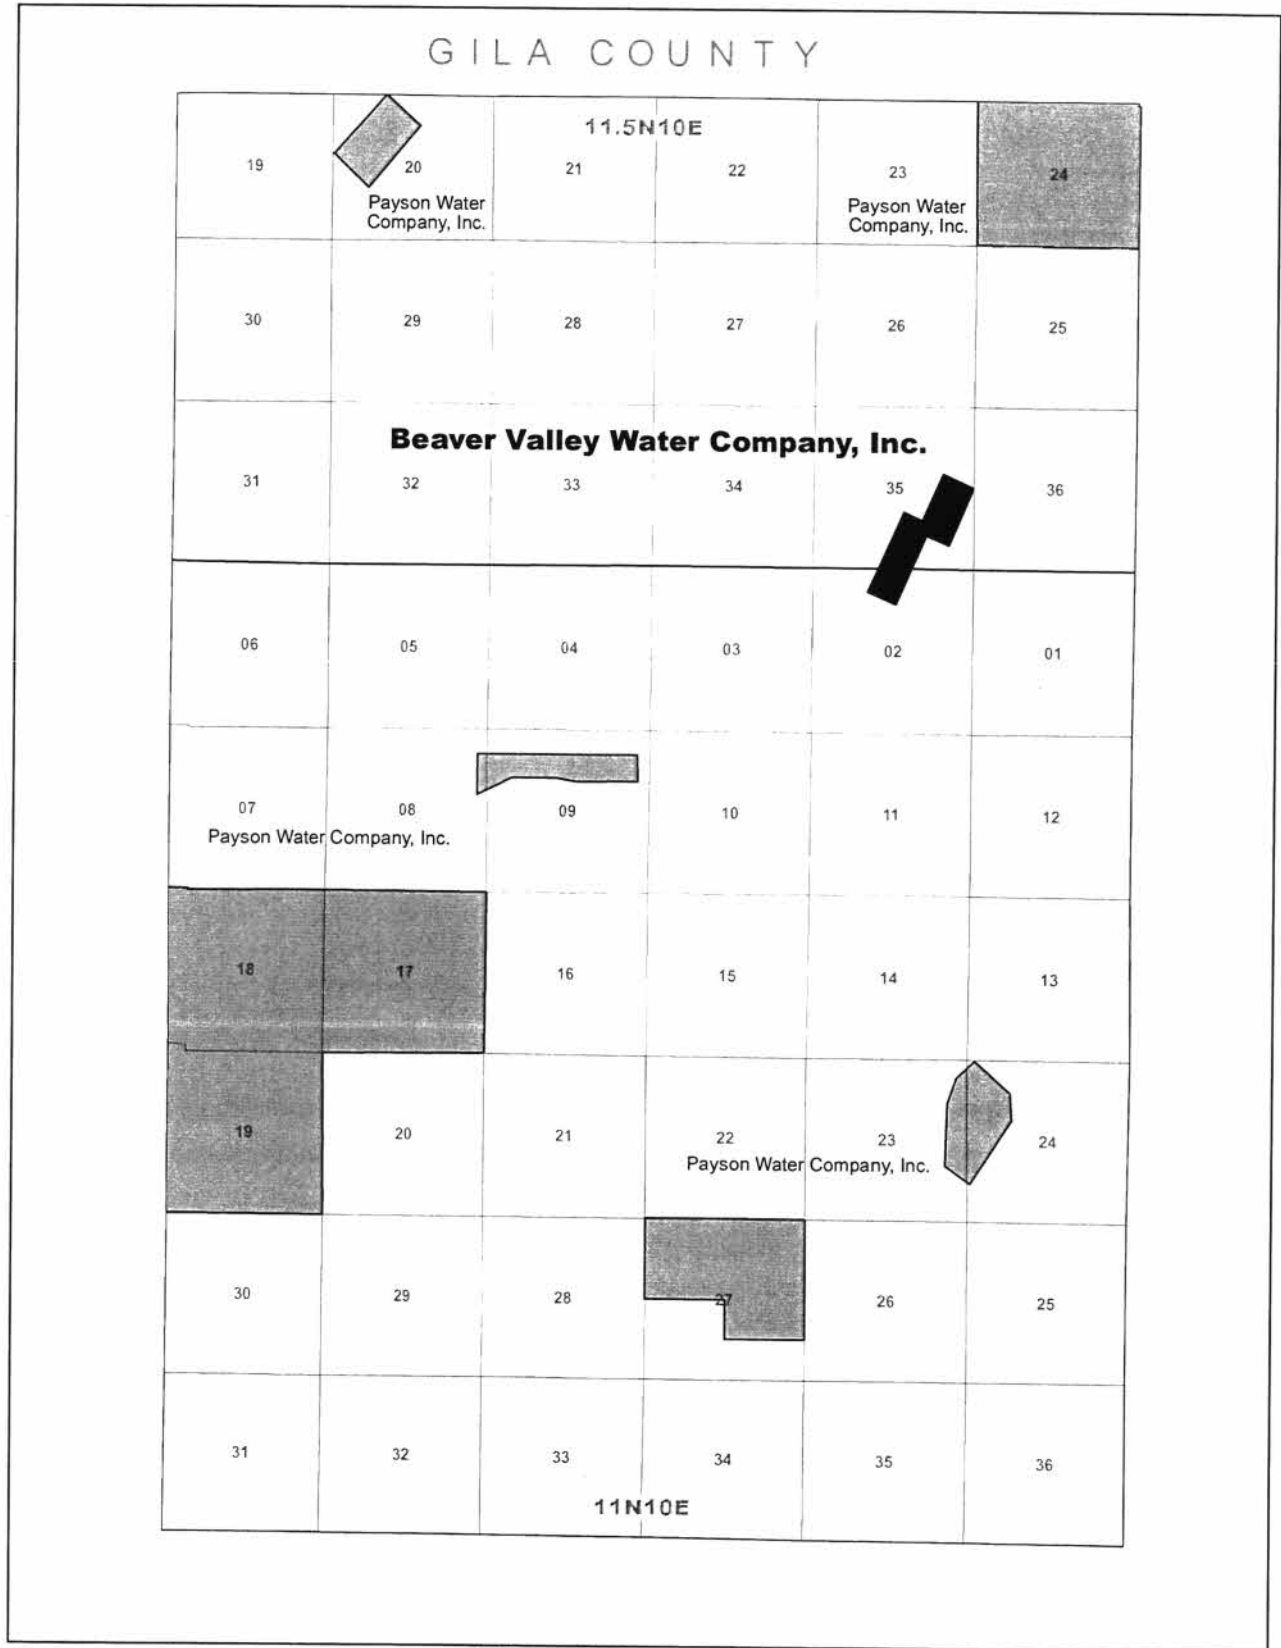 GILA COUNTY
11.5N10E
19 20 21 22 23 24
Payson Water
Company, Inc.
Payson Water
Company, Inc.
30 29 28 27 26 25
Beaver Valley Water Company, Inc.
31 32 33 34 35 36
06 05 04 03 02 01
07 08 09 10 11 12
Payson Water Company, Inc.
18 17 16 15 14 13
19 20 21 22 23 24
Payson Water Company, Inc.
30 29 28 27 26 25
31 32 33 34 35 36
11N10E